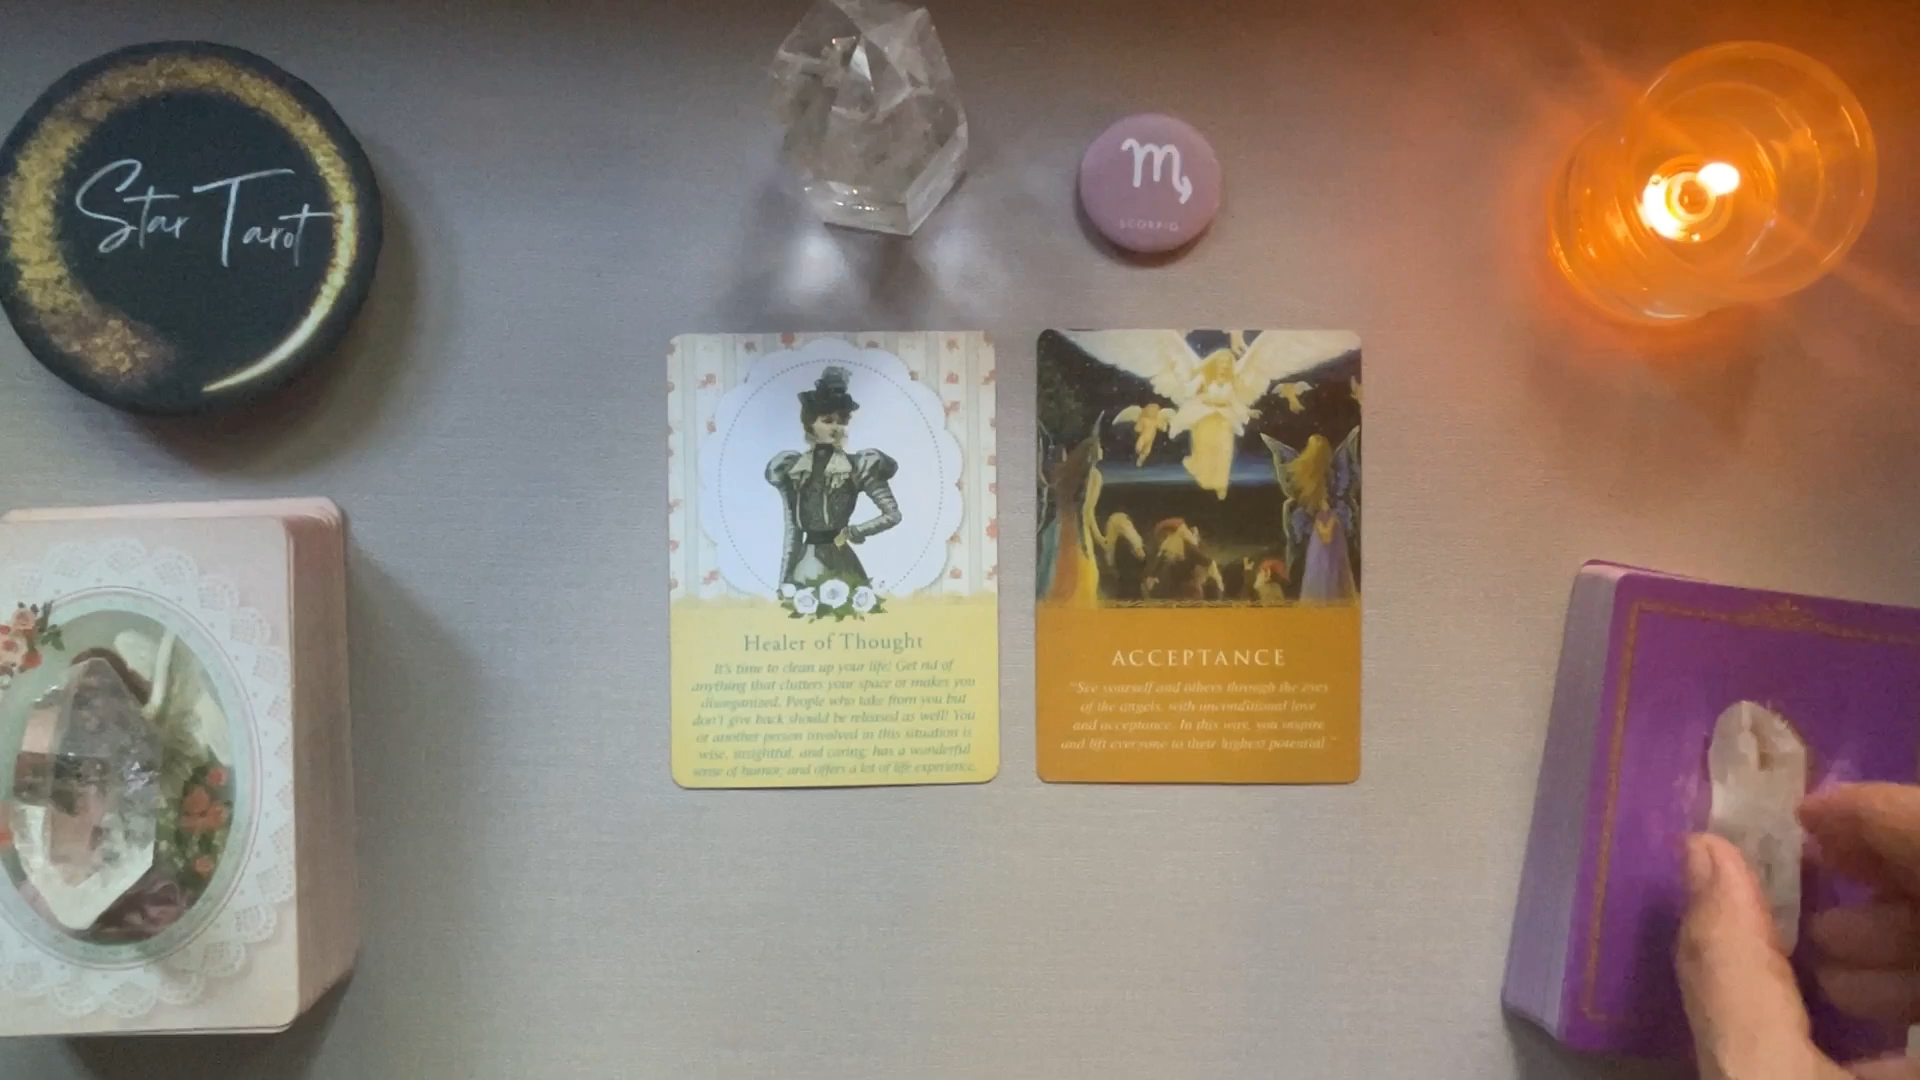 Star Tarot
SCORPIO
Healer of Thought
It's time to clean up your life! Get rid of
anything that clutters your space or makes you
disorganized. People who take from you but
don't give back should be released as well! You
or another person involved in this situation is
wise, insightful, and caring; has a wonderful
sense of humor; and offers a lot of life experience.
ACCEPTANCE
"See yourself and others through the eyes
of the angels, with unconditional love
and acceptance. In this way, you inspire
and lift everyone to their highest potential."